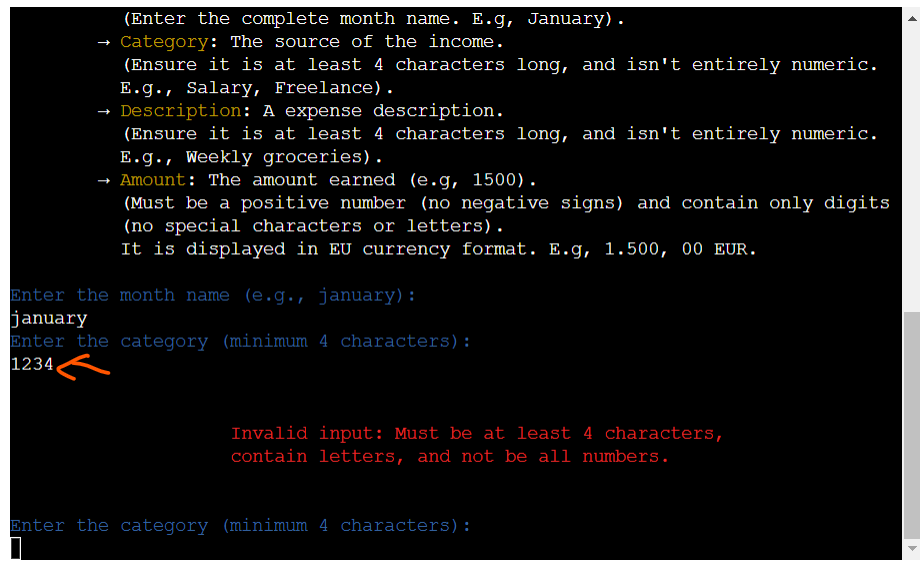 (Enter the complete month name. E.g, January).
→ Category: The source of the income.
(Ensure it is at least 4 characters long, and isn't entirely numeric.
E.g., Salary, Freelance).
→ Description: A expense description.
(Ensure it is at least 4 characters long, and isn't entirely numeric.
E.g., Weekly groceries).
→ Amount: The amount earned (e.g, 1500).
(Must be a positive number (no negative signs) and contain only digits
(no special characters or letters).
It is displayed in EU currency format. E.g, 1.500, 00 EUR.
Enter the month name (e.g., january):
january
Enter the category (minimum 4 characters):
1234
Invalid input: Must be at least 4 characters,
contain letters, and not be all numbers.
Enter the category (minimum 4 characters):